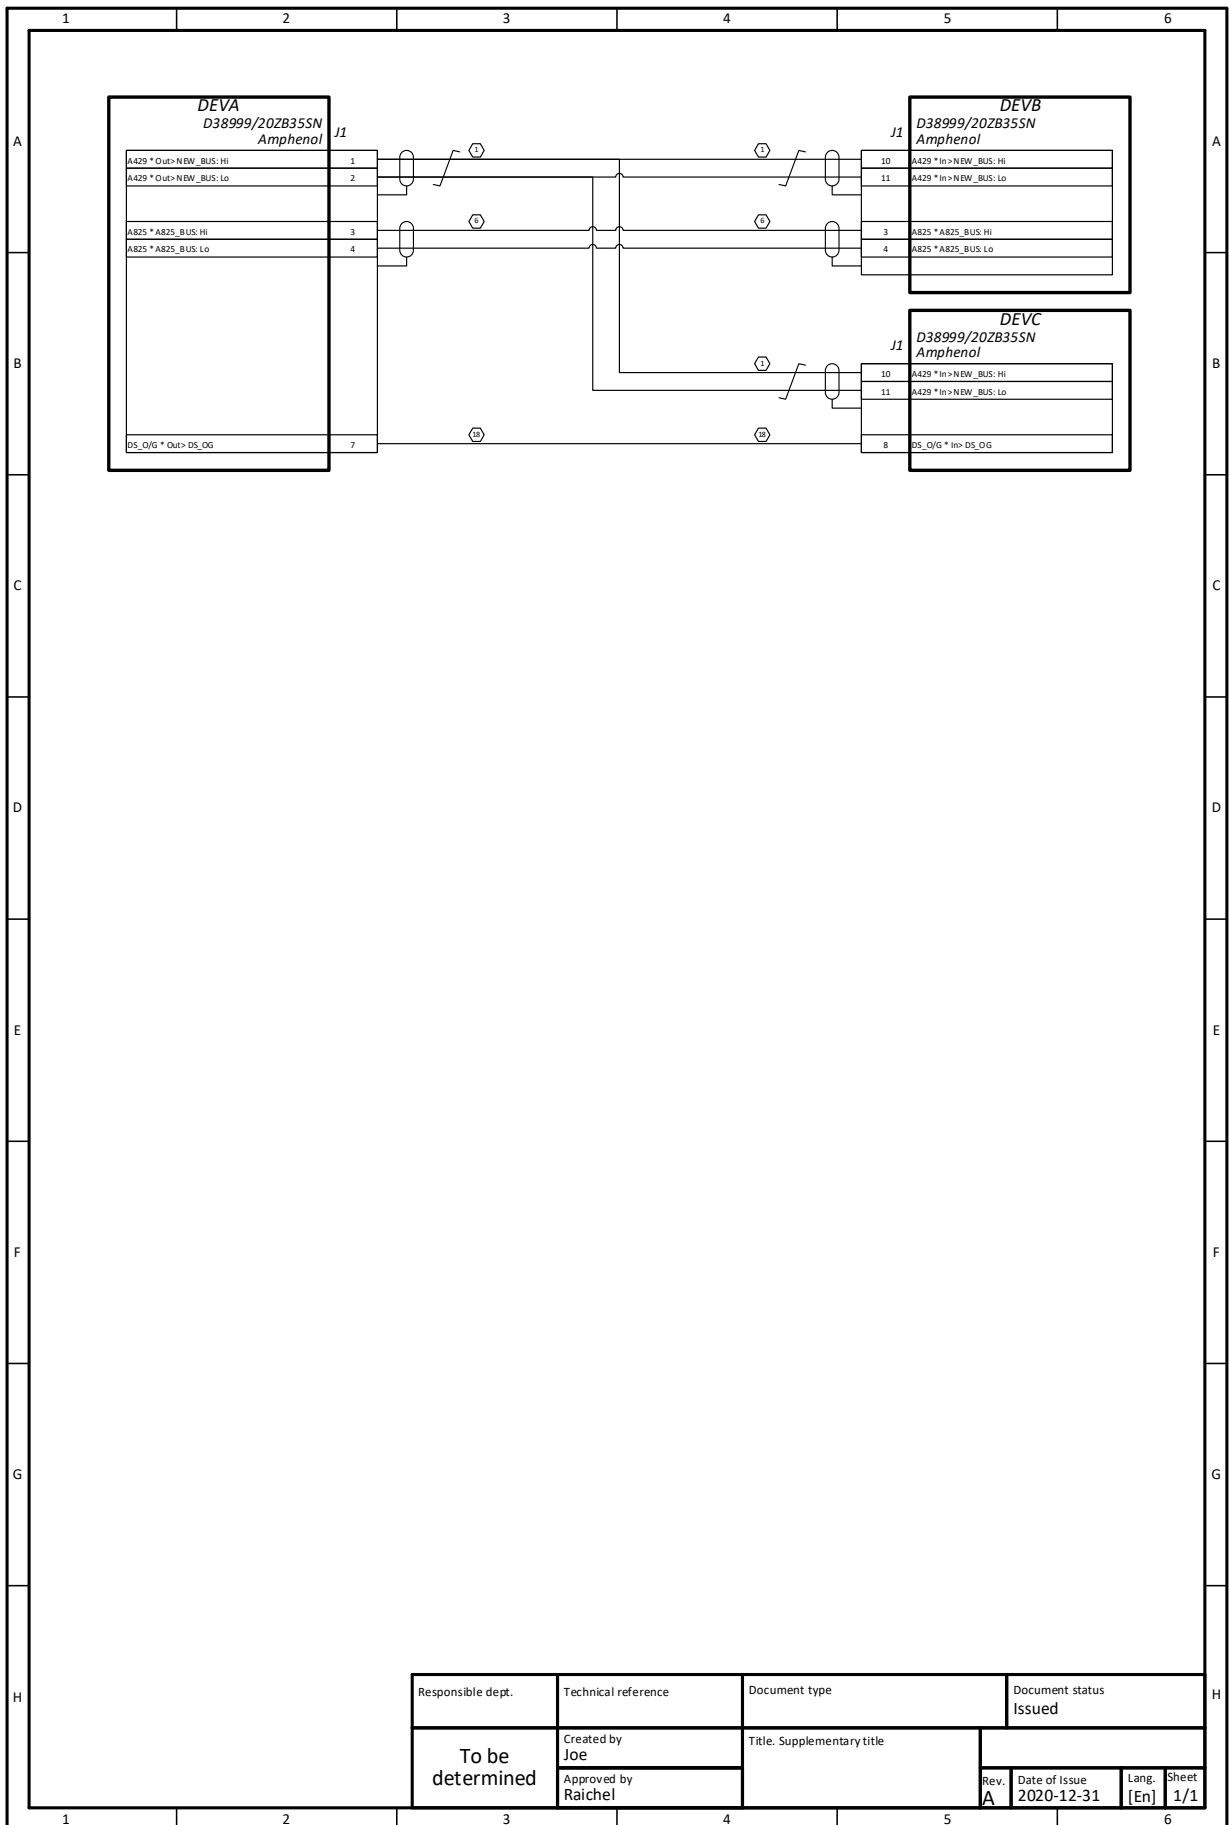 1 2 3 4 5 6
DEVA
D38999/20ZB35SN
Amphenol
J1
A429 * Out> NEW_BUS: Hi 1
A429 * Out> NEW_BUS: Lo 2
A825 * A825_BUS: Hi 3
A825 * A825_BUS: Lo 4
DS_O/G * Out> DS_OG 7
1
6
18
1
6
1
18
DEVB
D38999/20ZB35SN
J1 Amphenol
10 A429 * In> NEW_BUS: Hi
11 A429 * In> NEW_BUS: Lo
3 A825 * A825_BUS: Hi
4 A825 * A825_BUS: Lo
DEVC
D38999/20ZB35SN
J1 Amphenol
10 A429 * In> NEW_BUS: Hi
11 A429 * In> NEW_BUS: Lo
8 DS_O/G * In> DS_OG
A A
B B
C C
D D
E E
F F
G G
H H
Responsible dept.
To be
determined
Technical reference
Created by
Joe
Approved by
Raichel
Document type
Title. Supplementary title
Document status
Issued
Rev.
A
Date of Issue
2020-12-31
Lang.
[En]
Sheet
1/1
1 2 3 4 5 6